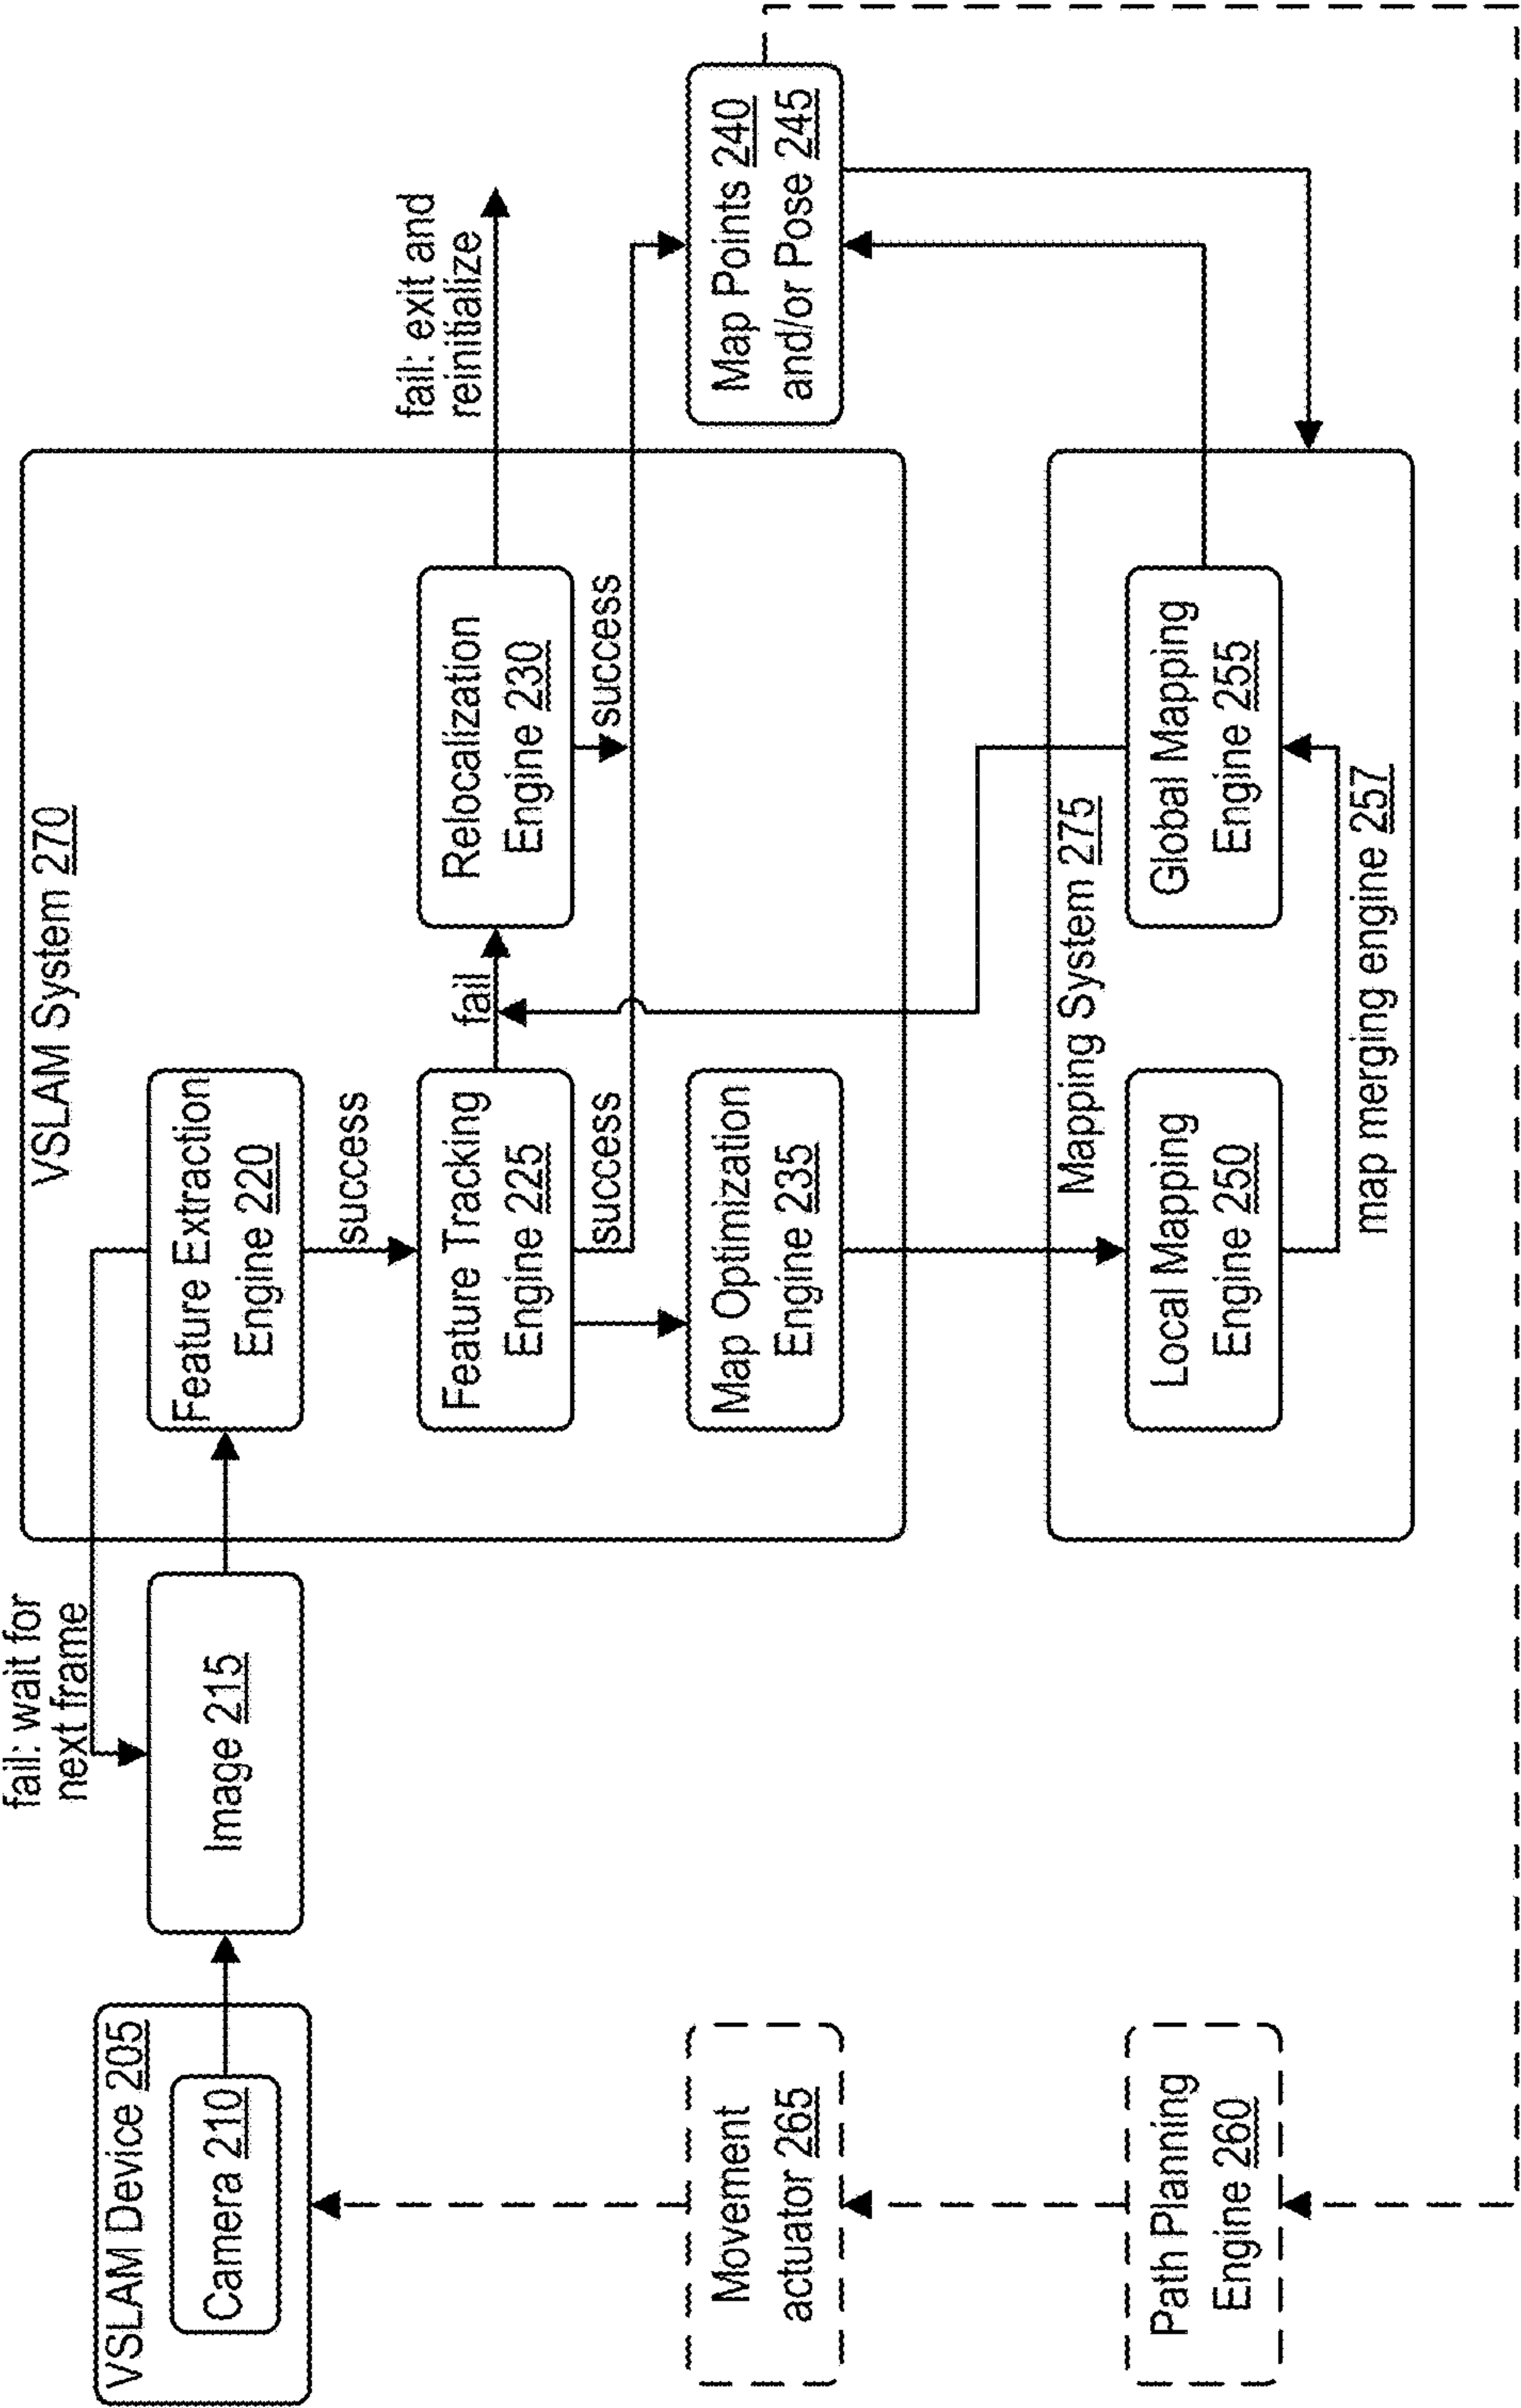 VSLAM Device 205
Camera 210
fail: wait for
next frame
Image 215
VSLAM System 270
Feature Extraction
Engine 220
success
Feature Tracking
Engine 225
fail
Relocalization
Engine 230
fail: exit and
reinitialize
success
success
Map Optimization
Engine 235
Map Points 240
and/or Pose 245
Movement
actuator 265
Mapping System 275
Local Mapping
Engine 250
Global Mapping
Engine 255
map merging engine 257
Path Planning
Engine 260